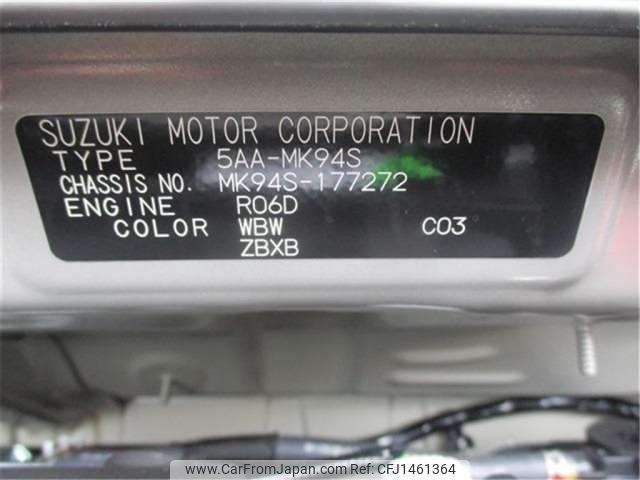 SUZUKI MOTOR CORPORATION
TYPE 5AA-MK94S
CHASSIS NO. MK94S-177272
ENGINE R06D
COLOR WBW C03
ZBXB
www.CarFromJapan.com - CFJ1461364